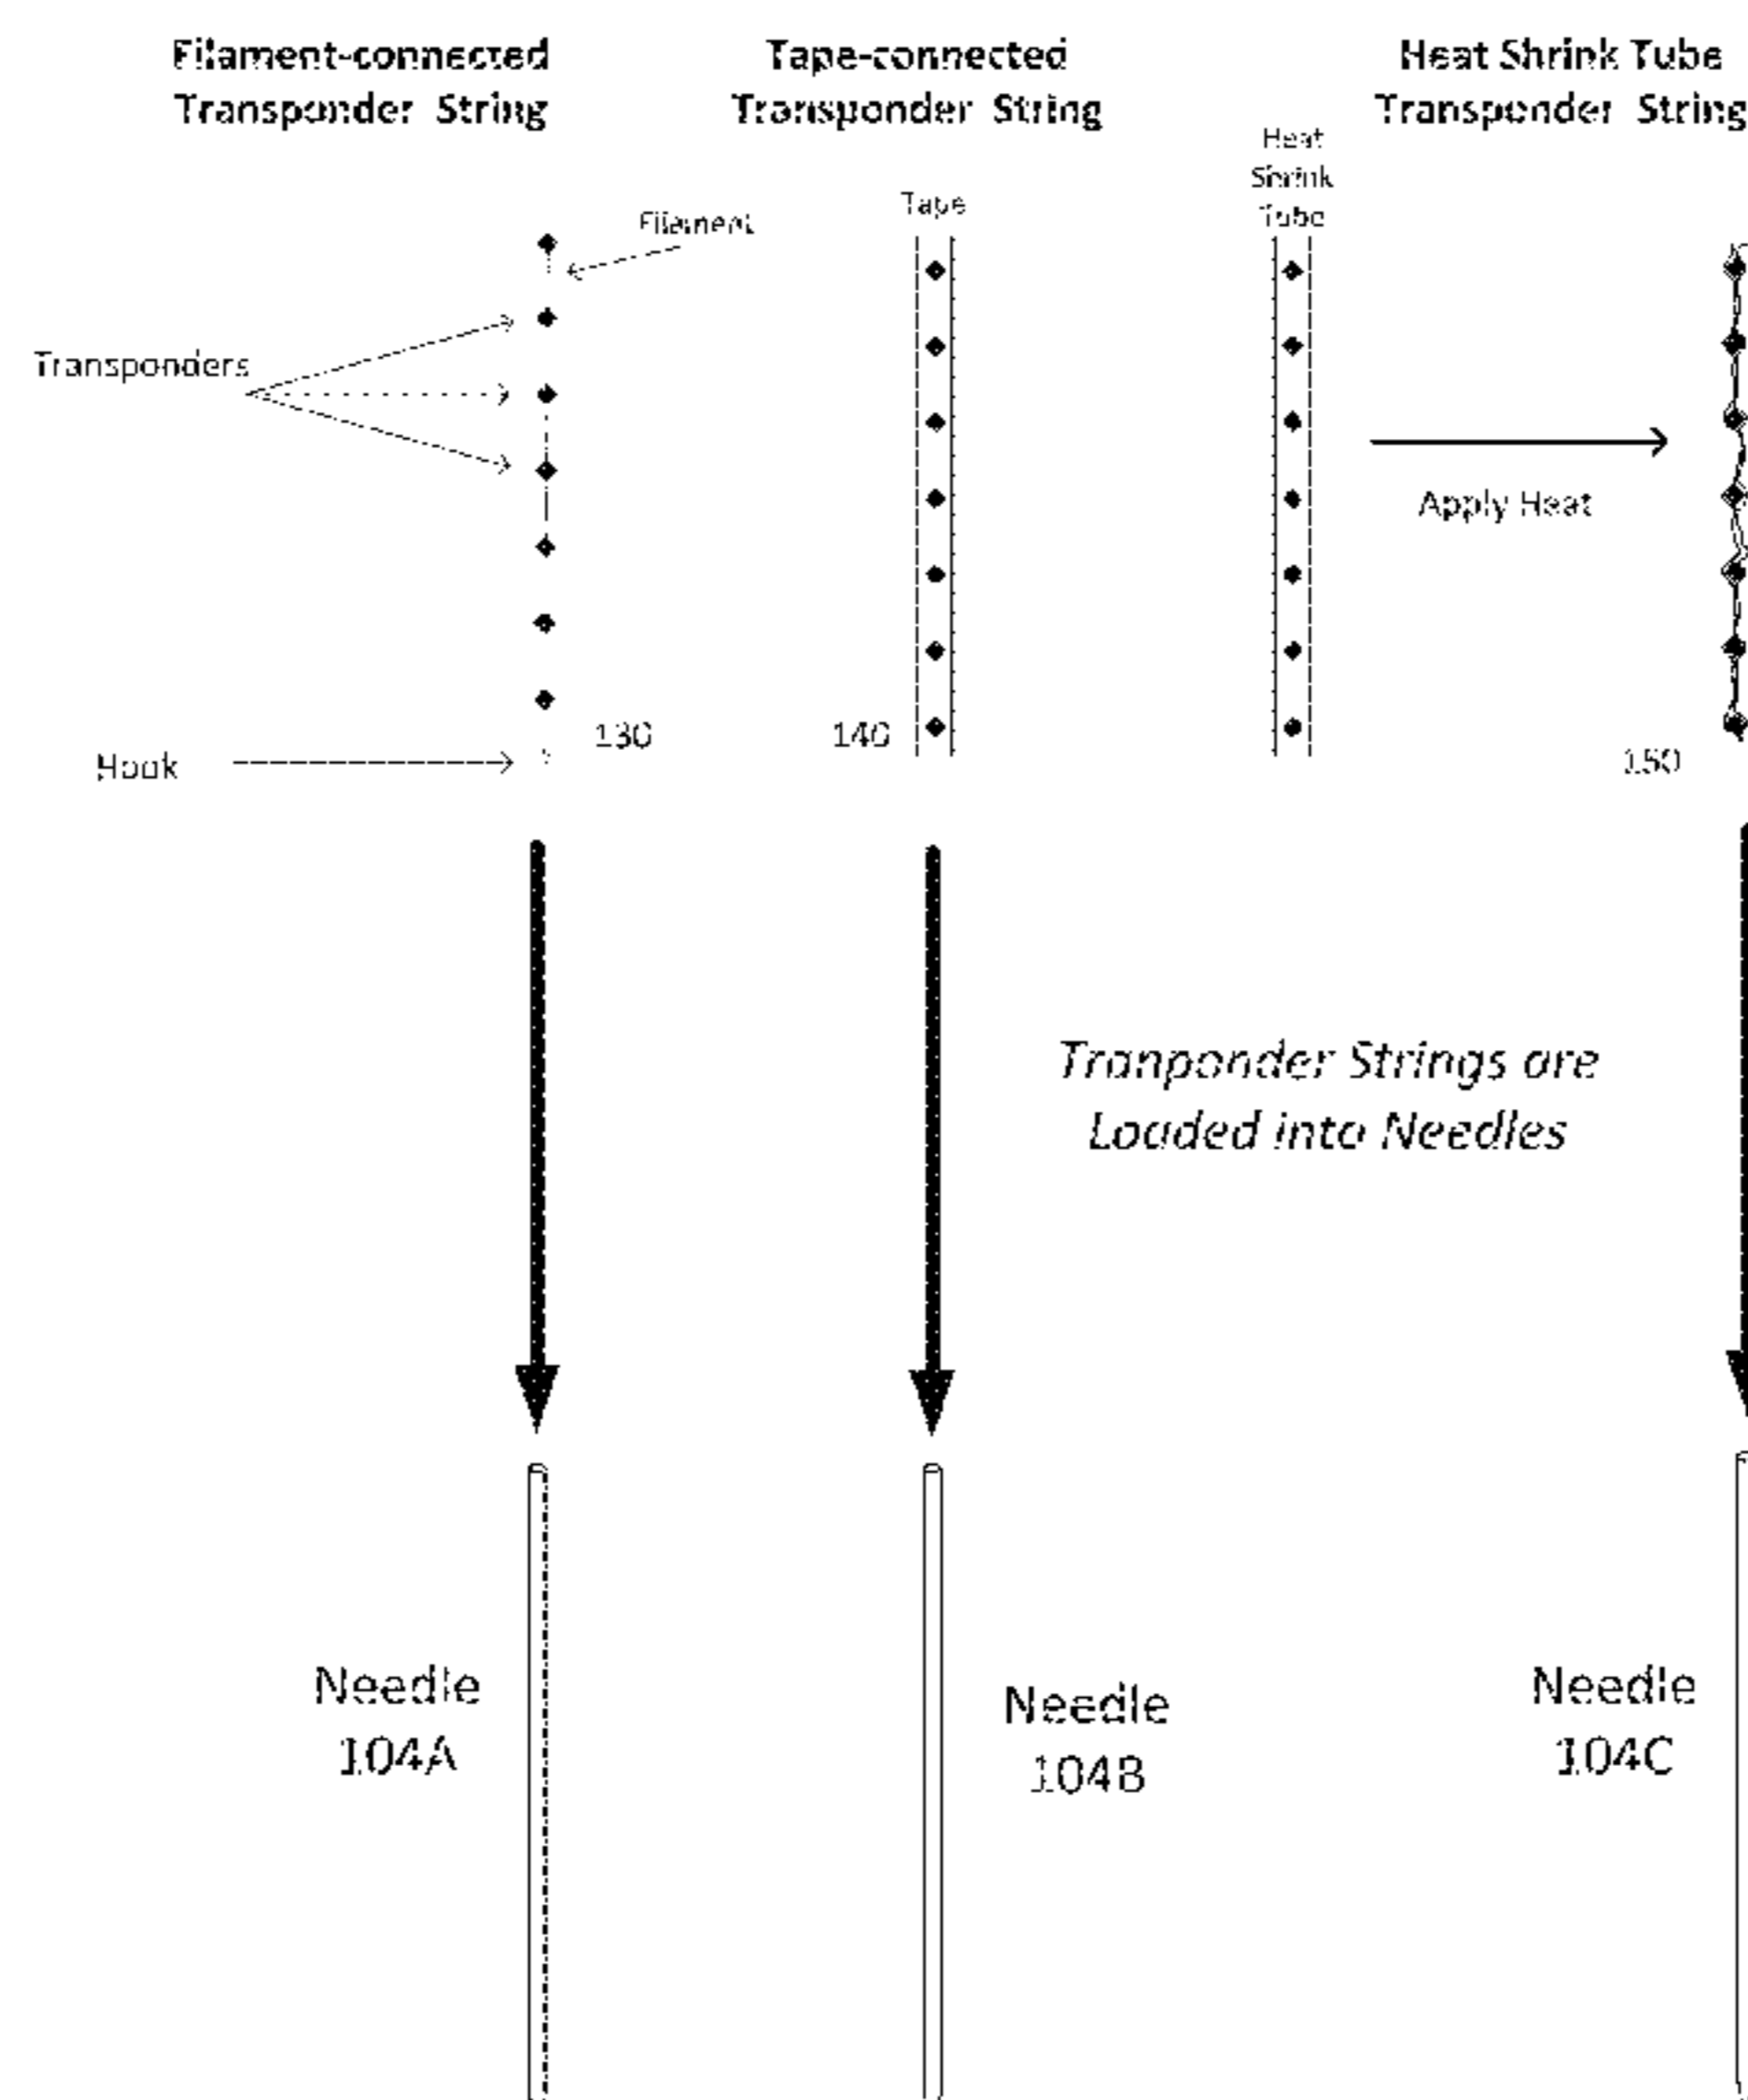 Filament-connected
Transponder String
Tape-connected
Transponder String
Heat Shrink Tube
Transponder String
Heat
Shrink
Tube
Tape
Filament
Transponders
Apply Heat
130
140
150
Hook
Tranponder Strings are
Loaded into Needles
Needle
104A
Needle
104B
Needle
104C